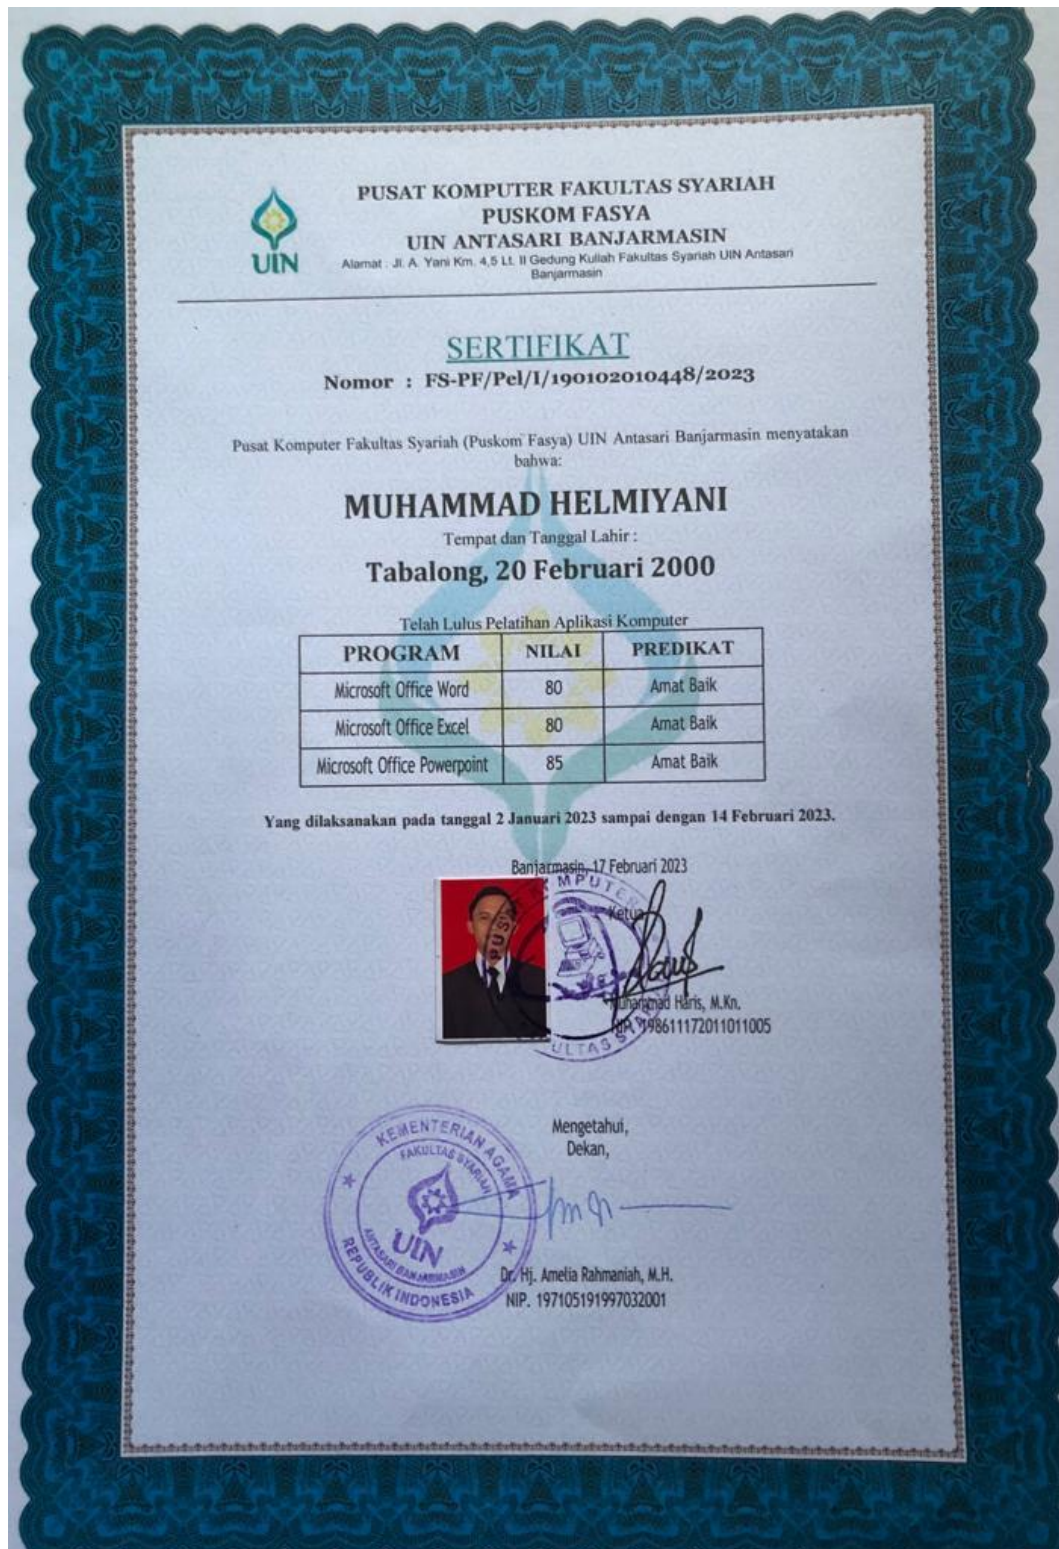 PUSAT KOMPUTER FAKULTAS SYARIAH
PUSKOM FASYA
UIN ANTASARI BANJARMASIN
Alamat : Jl. A. Yani Km. 4,5 Lt. II Gedung Kuliah Fakultas Syariah UIN Antasari
Banjarmasin
UIN
SERTIFIKAT
Nomor : FS-PF/Pel/I/190102010448/2023
Pusat Komputer Fakultas Syariah (Puskom Fasya) UIN Antasari Banjarmasin menyatakan
bahwa:
MUHAMMAD HELMIYANI
Tempat dan Tanggal Lahir :
Tabalong, 20 Februari 2000
Telah Lulus Pelatihan Aplikasi Komputer
PROGRAM NILAI PREDIKAT
Microsoft Office Word 80 Amat Baik
Microsoft Office Excel 80 Amat Baik
Microsoft Office Powerpoint 85 Amat Baik
Yang dilaksanakan pada tanggal 2 Januari 2023 sampai dengan 14 Februari 2023.
Banjarmasin, 17 Februari 2023
Ketua
Muhammad Haris, M.Kn.
NIP. 198611172011011005
Mengetahui,
Dekan,
KEMENTERIAN AGAMA
FAKULTAS SYARIAH
UIN
ANTASARI BANJARMASIN
REPUBLIK INDONESIA
Dr. Hj. Amelia Rahmaniah, M.H.
NIP. 197105191997032001